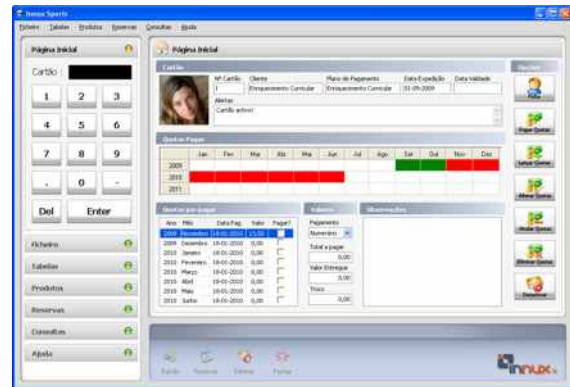 Innux Sports
Ficheiro Tabelas Produtos Reservas Consultas Ajuda
Página Inicial
Cartão :
1 2 3
4 5 6
7 8 9
. 0 -
Del Enter
Ficheiro
Tabelas
Produtos
Reservas
Consultas
Ajuda
Página Inicial
Cartão
Nº Cartão Cliente Plano de Pagamento Data Expedição Data Validade
1 Enriquecimento Curricular Enriquecimento Curricular 01-09-2009
Alertas
Cartão activo!
Quotas Pagas
Jan Fev Mar Abr Mai Jun Jul Ago Set Out Nov Dez
2009
2010
2011
Quotas por pagar
Ano Mês Data Pag. Valor Pagar?
2009 Novembro 18-01-2010 15,00
2009 Dezembro 18-01-2010 0,00
2010 Janeiro 18-01-2010 0,00
2010 Fevereiro 18-01-2010 0,00
2010 Março 18-01-2010 0,00
2010 Abril 18-01-2010 0,00
2010 Maio 18-01-2010 0,00
2010 Junho 18-01-2010 0,00
Valores
Pagamento
Numerário
Total a pagar
0,00
Valor Entregue
0,00
Troco
0,00
Observações
Opções
Ficha
Pagar Quotas
Alterar Quotas
Anular Quotas
Eliminar Quotas
Desactivar
Eliminar
Fechar
innux